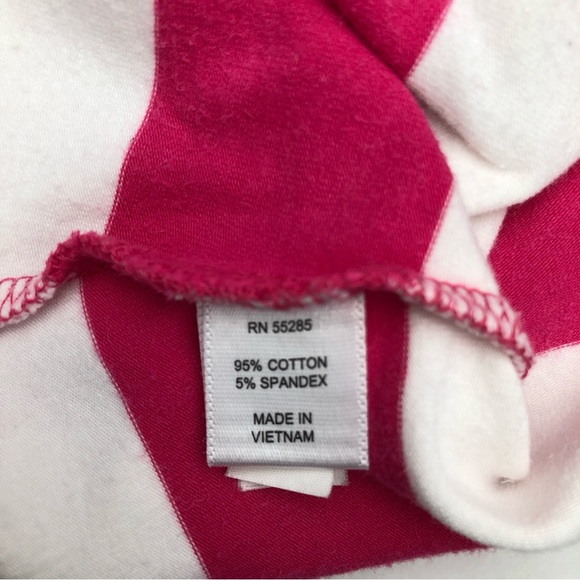 RN 55285
95% COTTON
5% SPANDEX
MADE IN
VIETNAM